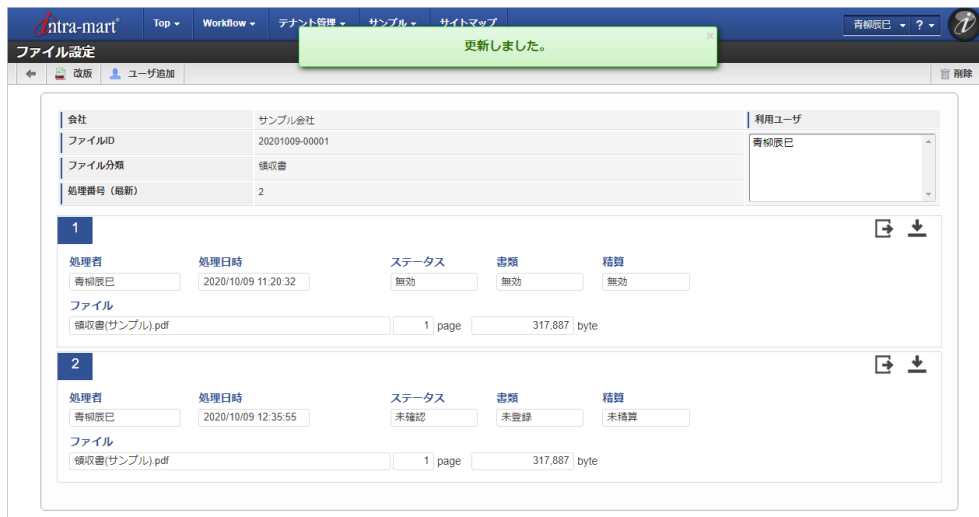 intra-mart Top Workflow テナント管理 サンプル サイトマップ 青柳辰巳 ?
更新しました。 ×
ファイル設定
改版 ユーザ追加 削除
会社 サンプル会社 利用ユーザ
ファイルID 20201009-00001 青柳辰巳
ファイル分類 領収書
処理番号（最新） 2
1
処理者 処理日時 ステータス 書類 精算
青柳辰巳 2020/10/09 11:20:32 無効 無効 無効
ファイル
領収書(サンプル).pdf 1 page 317,887 byte
2
処理者 処理日時 ステータス 書類 精算
青柳辰巳 2020/10/09 12:35:55 未確認 未登録 未精算
ファイル
領収書(サンプル).pdf 1 page 317,887 byte